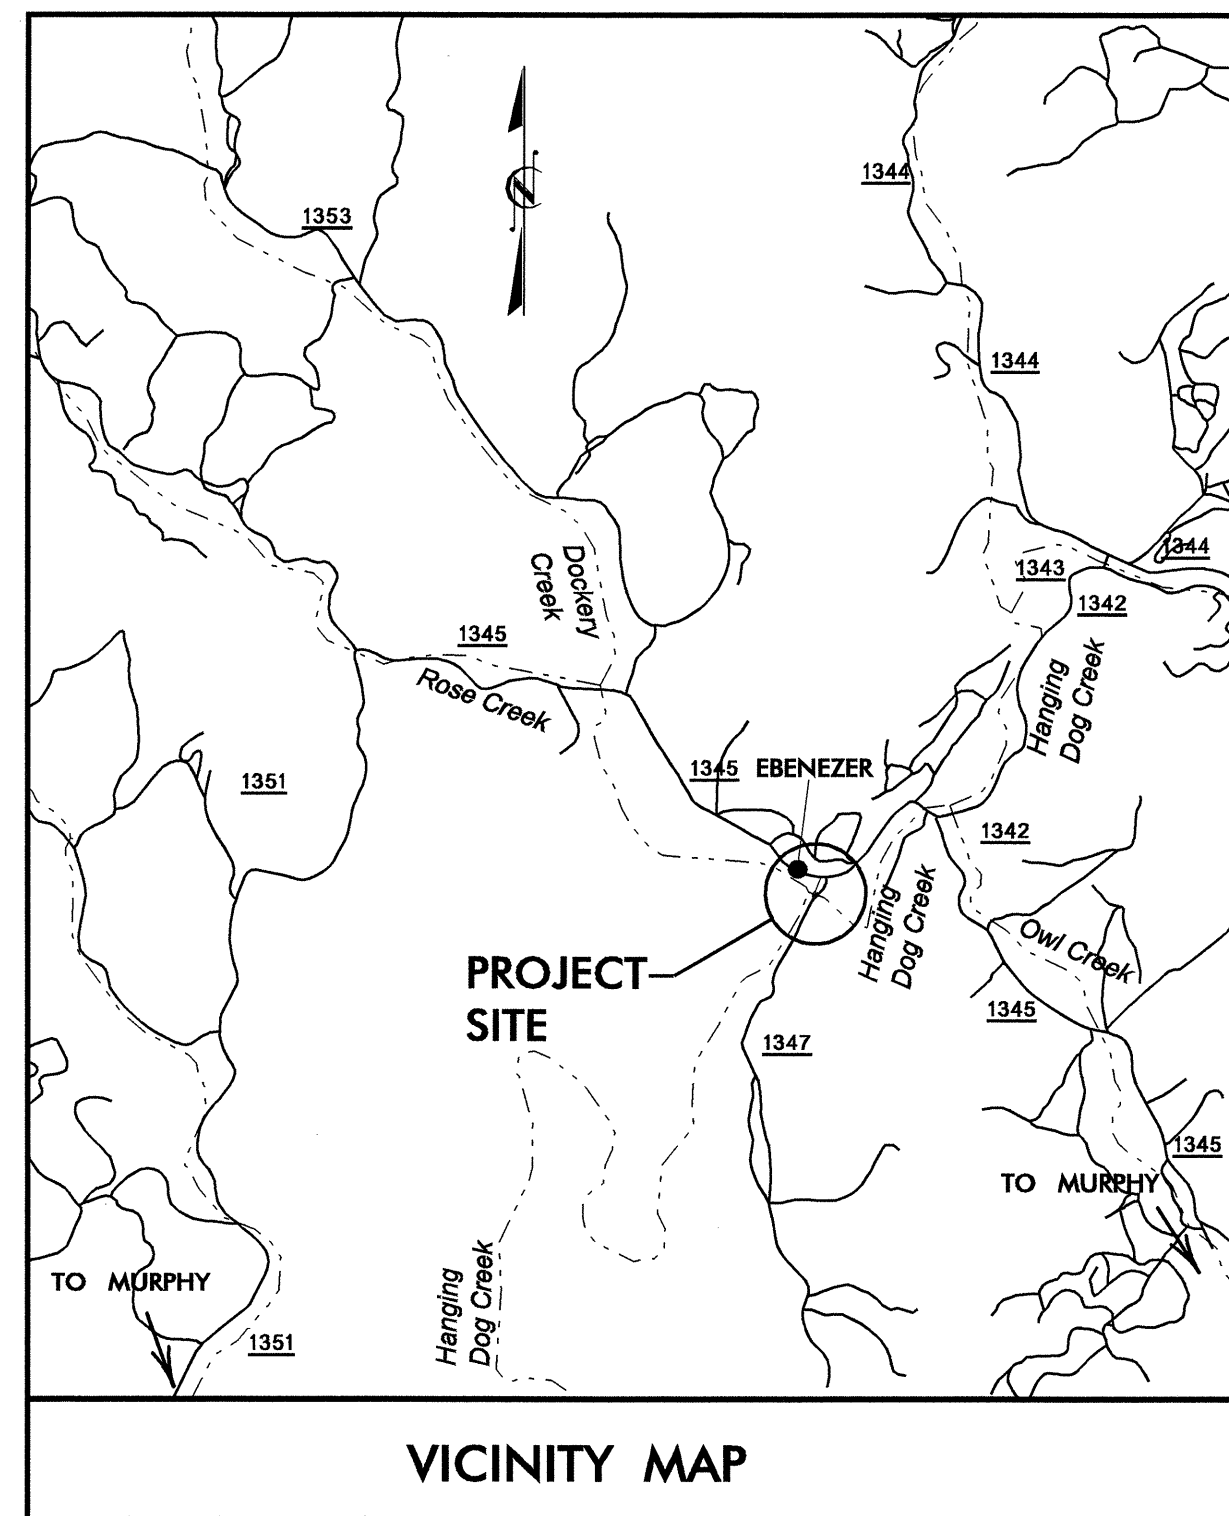 1344
1353
1344
1344
1343
1342
Dockery
Creek
1345
Rose Creek
Hanging
Dog Creek
1345
EBENEZER
1351
1342
Hanging
Dog Creek
Owl Creek
PROJECT
SITE
1345
1347
1345
TO MURPHY
TO MURPHY
Hanging
Dog Creek
1351
VICINITY MAP